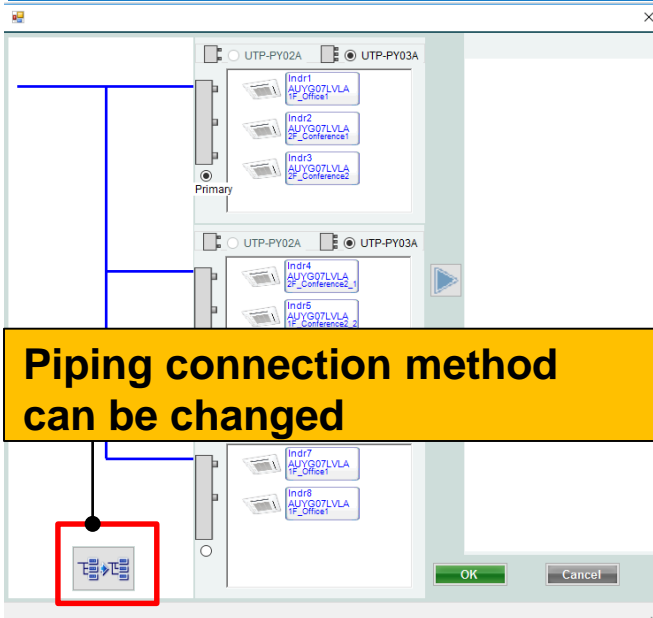 UTP-PY02A UTP-PY03A
Indr1
AUYG07LVLA
1F_Office1
Indr2
AUYG07LVLA
2F_Conference1
Indr3
AUYG07LVLA
2F_Conference2
Primary
UTP-PY02A UTP-PY03A
Indr4
AUYG07LVLA
2F_Conference2_1
Indr5
AUYG07LVLA
1F_Conference2_2
Piping connection method
can be changed
Indr7
AUYG07LVLA
1F_Office1
Indr8
AUYG07LVLA
1F_Office1
OK Cancel